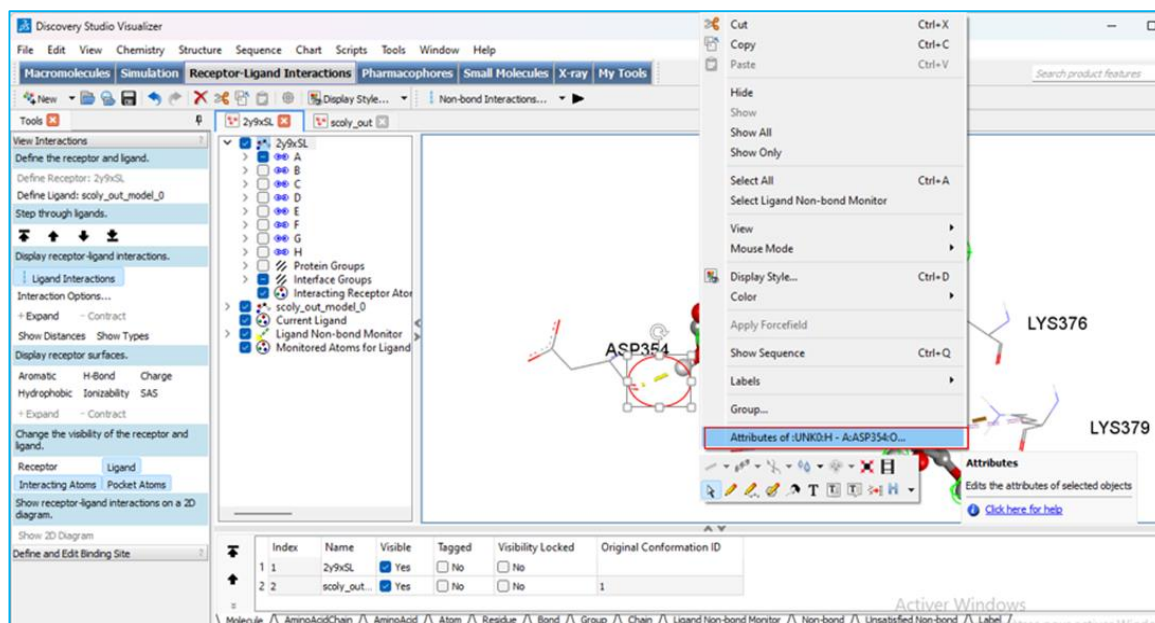 Discovery Studio Visualizer
File Edit View Chemistry Structure Sequence Chart Scripts Tools Window Help
Macromolecules Simulation Receptor-Ligand Interactions Pharmacophores Small Molecules X-ray My Tools
Search product features
New Display Style... Non-bond Interactions...
Tools
2y9xSL
scoly_out
View Interactions
Define the receptor and ligand.
Define Receptor: 2y9xSL
Define Ligand: scoly_out_model_0
Step through ligands.
Display receptor-ligand interactions.
Ligand Interactions
Interaction Options...
+ Expand - Contract
Show Distances Show Types
Display receptor surfaces.
Aromatic H-Bond Charge
Hydrophobic Ionizability SAS
+ Expand - Contract
Change the visibility of the receptor and
ligand.
Receptor Ligand
Interacting Atoms Pocket Atoms
Show receptor-ligand interactions on a 2D
diagram.
Show 2D Diagram
Define and Edit Binding Site
2y9xSL
A
B
C
D
E
F
G
H
Protein Groups
Interface Groups
Interacting Receptor Ator
scoly_out_model_0
Current Ligand
Ligand Non-bond Monitor
Monitored Atoms for Ligand
ASP354
LYS376
LYS379
Cut Ctrl+X
Copy Ctrl+C
Paste Ctrl+V
Hide
Show
Show All
Show Only
Select All Ctrl+A
Select Ligand Non-bond Monitor
View
Mouse Mode
Display Style... Ctrl+D
Color
Apply Forcefield
Show Sequence Ctrl+Q
Labels
Group...
Attributes of :UNK0:H - A:ASP354:O...
Attributes
Edits the attributes of selected objects
Click here for help
Index Name Visible Tagged Visibility Locked Original Conformation ID
1 1 2y9xSL Yes No No
2 2 scoly_out... Yes No No 1
Activer Windows
Molecule AminoAcidChain AminoAcid Atom Residue Bond Group Chain Ligand Non-bond Monitor Non-bond Unsatisfied Non-bond Label